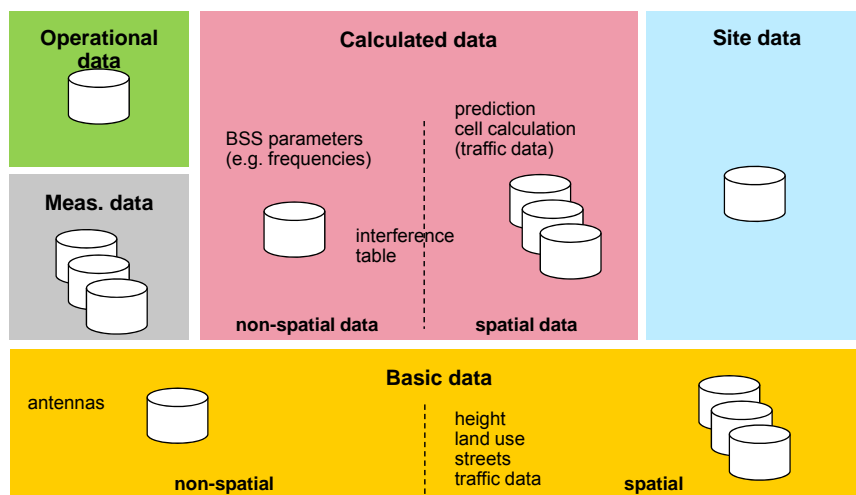 Operational
data
Calculated data
Site data
prediction
cell calculation
(traffic data)
BSS parameters
(e.g. frequencies)
Meas. data
interference
table
non-spatial data
spatial data
Basic data
antennas
height
land use
streets
traffic data
non-spatial
spatial